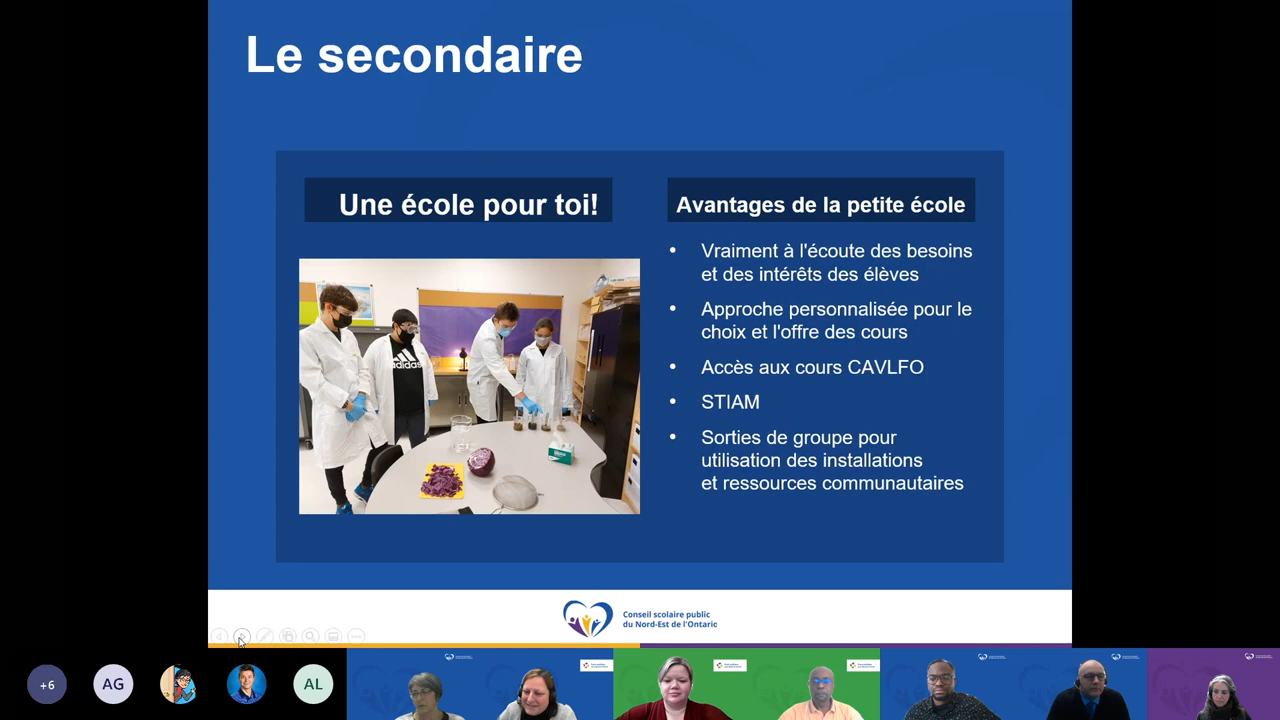 Le secondaire
Une école pour toi!
Avantages de la petite école
• Vraiment à l'écoute des besoins
et des intérêts des élèves
• Approche personnalisée pour le
choix et l'offre des cours
• Accès aux cours CAVLFO
• STIAM
• Sorties de groupe pour
utilisation des installations
et ressources communautaires
adidas
Conseil scolaire public
du Nord-Est de l'Ontario
+6
AG
AL